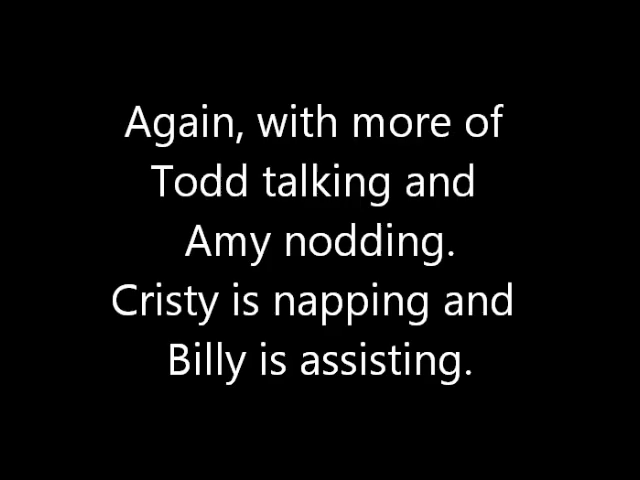 Again, with more of
Todd talking and
Amy nodding.
Cristy is napping and
Billy is assisting.